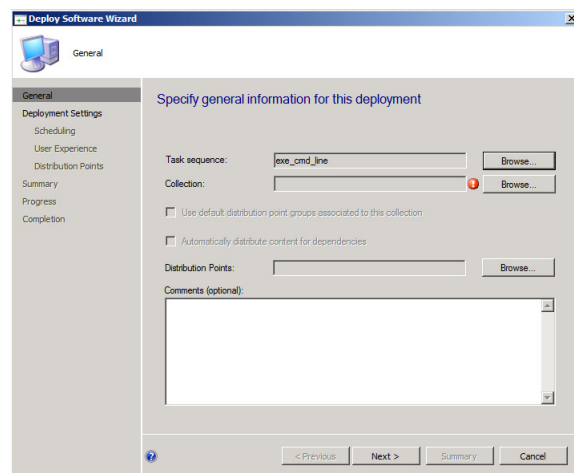 Deploy Software Wizard
General
General
Deployment Settings
Scheduling
User Experience
Distribution Points
Summary
Progress
Completion
Specify general information for this deployment
Task sequence: exe_cmd_line Browse...
Collection: Browse...
Use default distribution point groups associated to this collection
Automatically distribute content for dependencies
Distribution Points: Browse...
Comments (optional):
< Previous Next > Summary Cancel